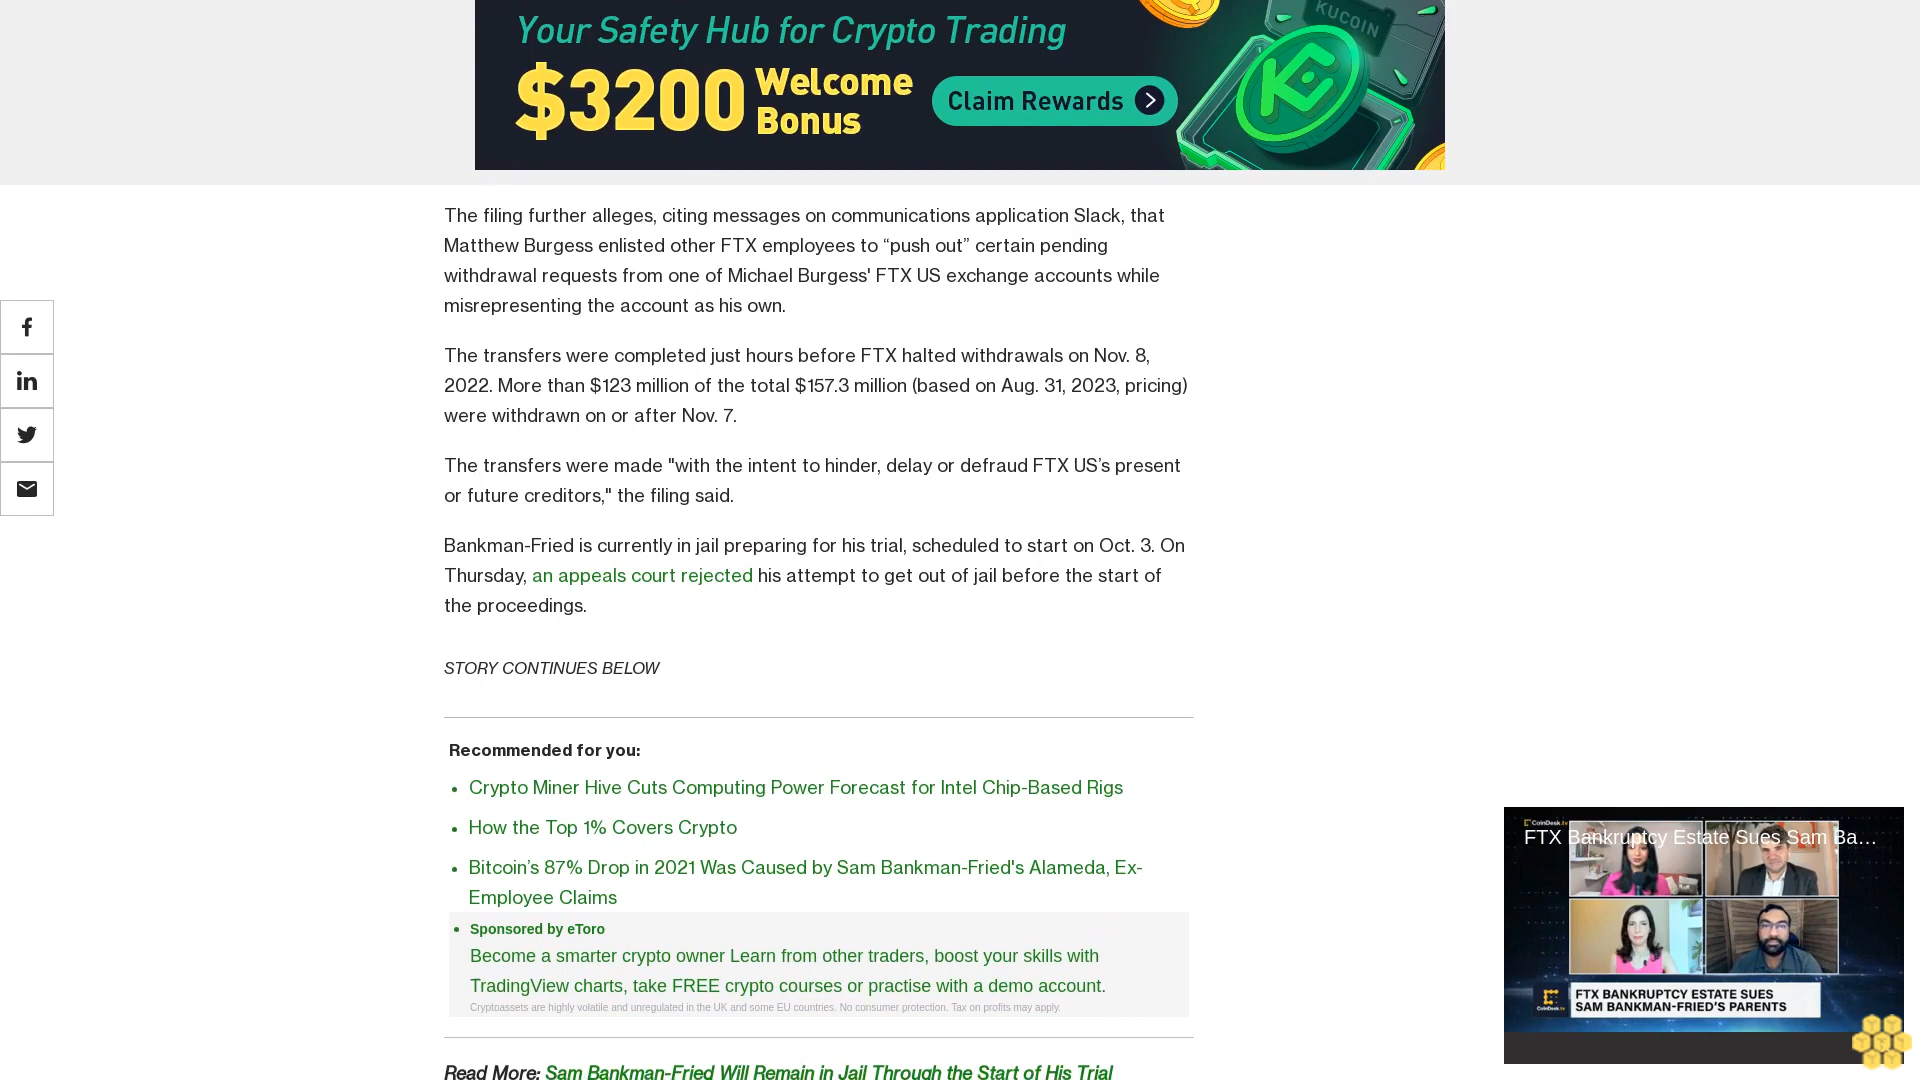 KUCOIN
Your Safety Hub for Crypto Trading
$3200 Welcome Bonus
Claim Rewards
The filing further alleges, citing messages on communications application Slack, that
Matthew Burgess enlisted other FTX employees to “push out” certain pending
withdrawal requests from one of Michael Burgess' FTX US exchange accounts while
misrepresenting the account as his own.
The transfers were completed just hours before FTX halted withdrawals on Nov. 8,
2022. More than $123 million of the total $157.3 million (based on Aug. 31, 2023, pricing)
were withdrawn on or after Nov. 7.
The transfers were made "with the intent to hinder, delay or defraud FTX US’s present
or future creditors," the filing said.
Bankman-Fried is currently in jail preparing for his trial, scheduled to start on Oct. 3. On
Thursday, an appeals court rejected his attempt to get out of jail before the start of
the proceedings.
STORY CONTINUES BELOW
Recommended for you:
• Crypto Miner Hive Cuts Computing Power Forecast for Intel Chip-Based Rigs
• How the Top 1% Covers Crypto
• Bitcoin’s 87% Drop in 2021 Was Caused by Sam Bankman-Fried's Alameda, Ex-
Employee Claims
• Sponsored by eToro
Become a smarter crypto owner Learn from other traders, boost your skills with
TradingView charts, take FREE crypto courses or practise with a demo account.
Cryptoassets are highly volatile and unregulated in the UK and some EU countries. No consumer protection. Tax on profits may apply.
Read More: Sam Bankman-Fried Will Remain in Jail Through the Start of His Trial
CoinDesk.tv
FTX Bankruptcy Estate Sues Sam Ba…
CoinDesk.tv
FTX BANKRUPTCY ESTATE SUES
SAM BANKMAN-FRIED’S PARENTS